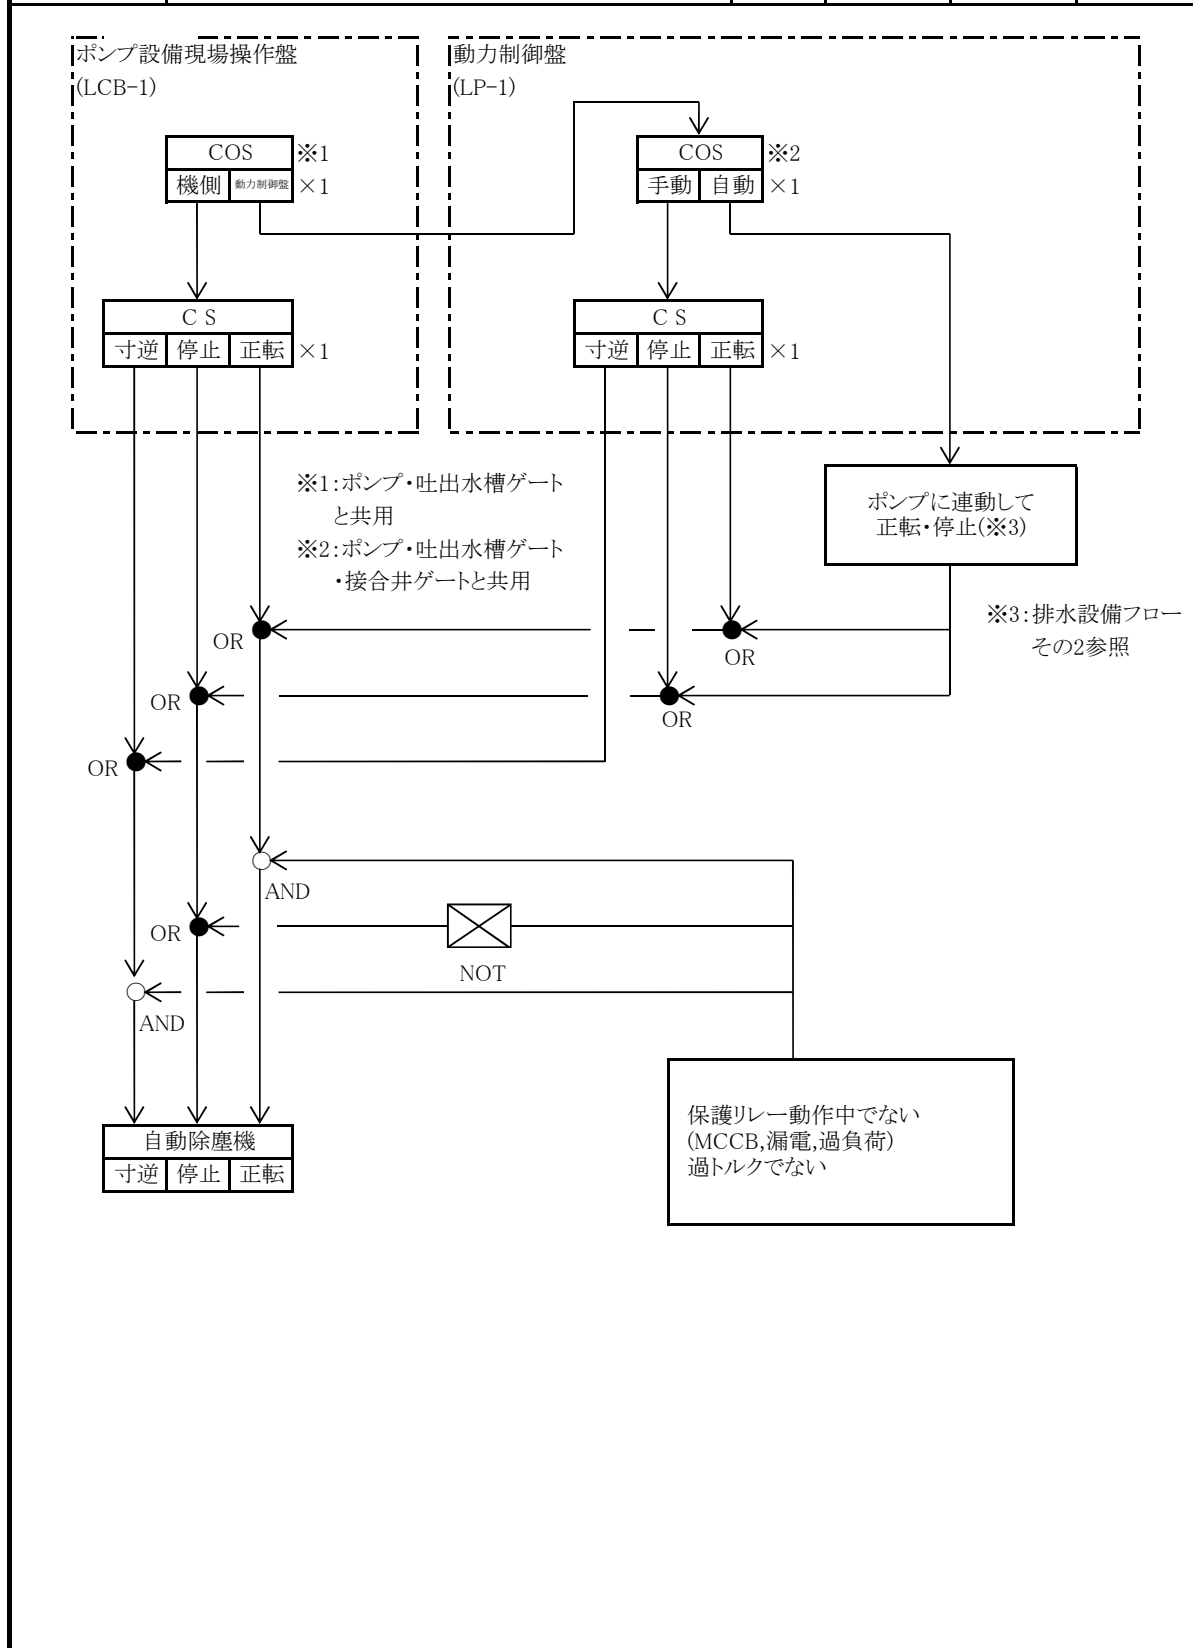 ポンプ設備現場操作盤
(LCB-1)
COS ※1
機側 動力制御盤 ×1
CS
寸逆 停止 正転 ×1
動力制御盤
(LP-1)
COS ※2
手動 自動 ×1
CS
寸逆 停止 正転 ×1
※1:ポンプ・吐出水槽ゲート
と共用
※2:ポンプ・吐出水槽ゲート
・接合井ゲートと共用
ポンプに連動して
正転・停止(※3)
※3:排水設備フロー
その2参照
OR
OR
OR
OR
OR
AND
OR
NOT
AND
保護リレー動作中でない
(MCCB,漏電,過負荷)
過トルクでない
自動除塵機
寸逆 停止 正転